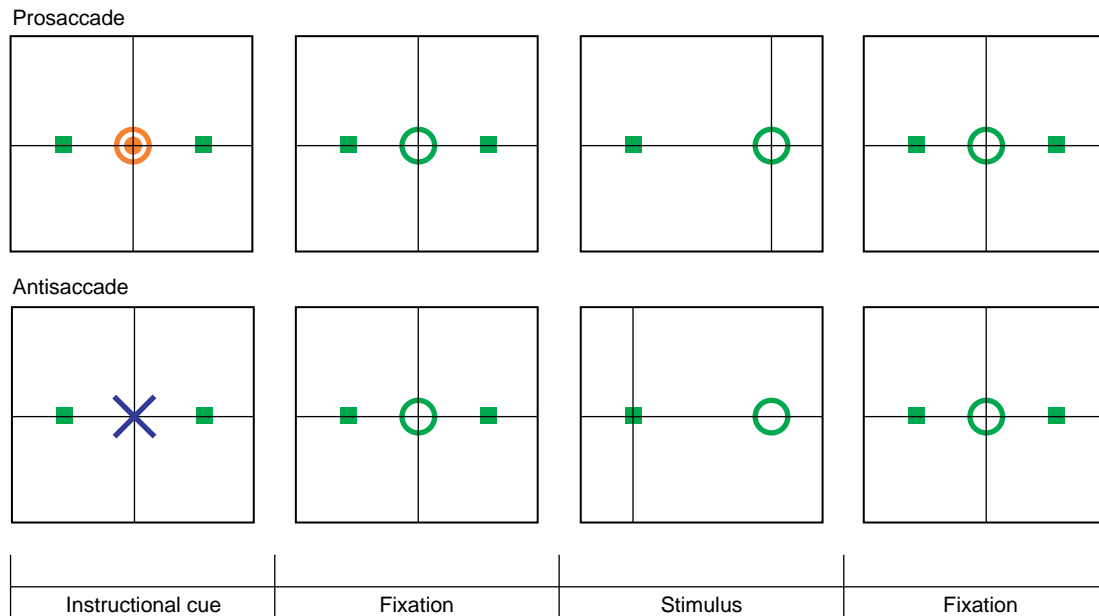 Prosaccade
Antisaccade
Instructional cue Fixation Stimulus Fixation